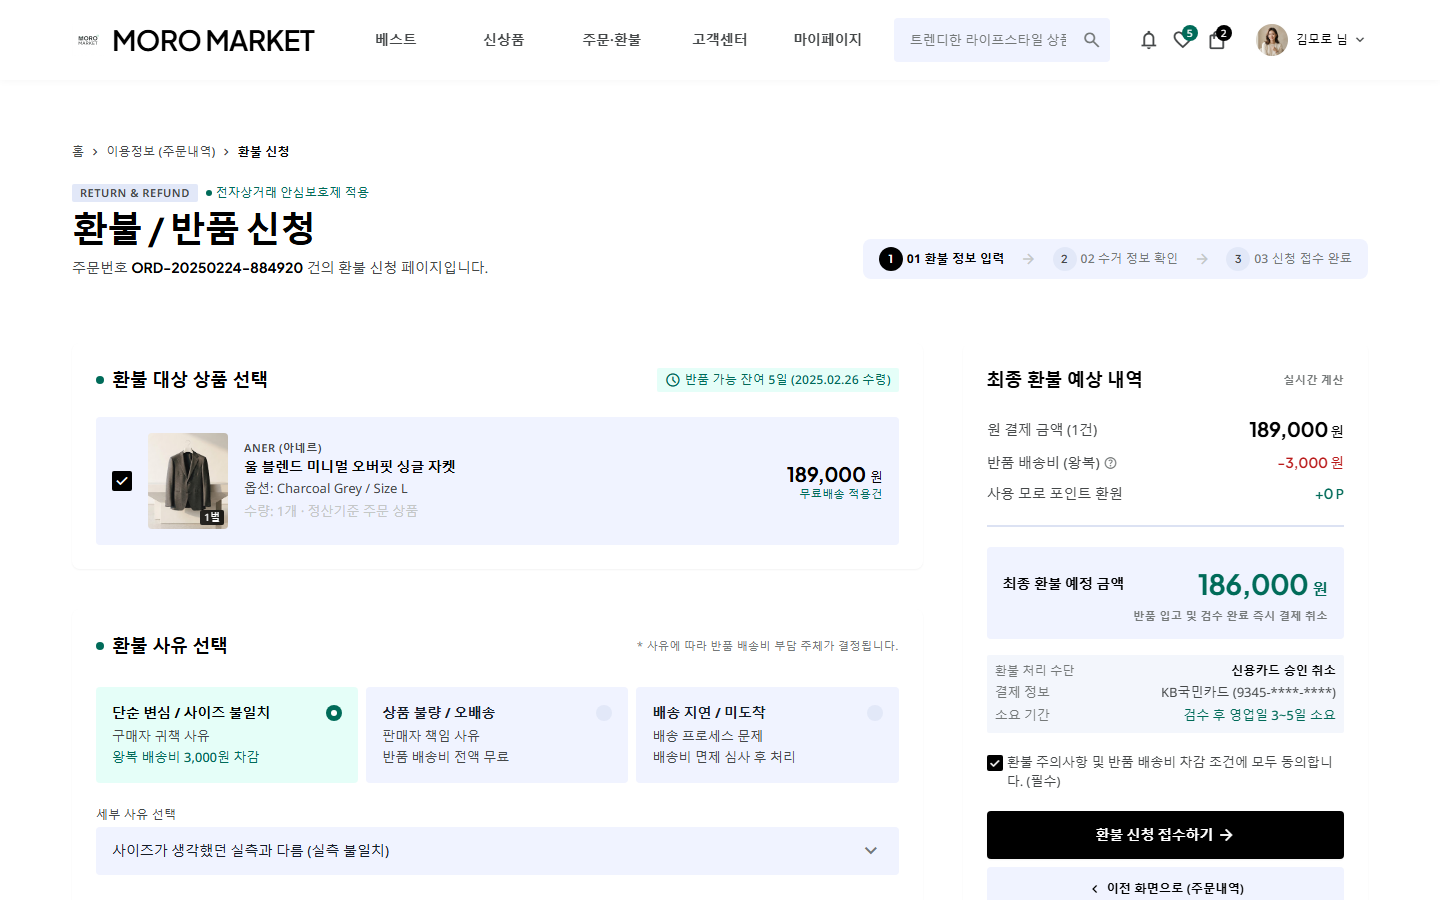 MORO MARKET
MORO MARKET
베스트
신상품
주문·환불
고객센터
마이페이지
트렌디한 라이프스타일 상품
5
2
김모로 님
홈 > 이용정보 (주문내역) > 환불 신청
RETURN & REFUND
전자상거래 안심보호제 적용
환불 / 반품 신청
주문번호 ORD-20250224-884920 건의 환불 신청 페이지입니다.
1 01 환불 정보 입력 → 2 02 수거 정보 확인 → 3 03 신청 접수 완료
환불 대상 상품 선택
반품 가능 잔여 5일 (2025.02.26 수령)
ANER (아네르)
울 블렌드 미니멀 오버핏 싱글 자켓
옵션: Charcoal Grey / Size L
수량: 1개 · 정산기준 주문 상품
1벌
189,000 원
무료배송 적용건
환불 사유 선택
* 사유에 따라 반품 배송비 부담 주체가 결정됩니다.
단순 변심 / 사이즈 불일치
구매자 귀책 사유
왕복 배송비 3,000원 차감
상품 불량 / 오배송
판매자 책임 사유
반품 배송비 전액 무료
배송 지연 / 미도착
배송 프로세스 문제
배송비 면제 심사 후 처리
세부 사유 선택
사이즈가 생각했던 실측과 다름 (실측 불일치)
최종 환불 예상 내역
실시간 계산
원 결제 금액 (1건)
189,000 원
반품 배송비 (왕복)
-3,000 원
사용 모로 포인트 환원
+0 P
최종 환불 예정 금액
186,000 원
반품 입고 및 검수 완료 즉시 결제 취소
환불 처리 수단
신용카드 승인 취소
결제 정보
KB국민카드 (9345-****-****)
소요 기간
검수 후 영업일 3~5일 소요
환불 주의사항 및 반품 배송비 차감 조건에 모두 동의합니
다. (필수)
환불 신청 접수하기 →
이전 화면으로 (주문내역)